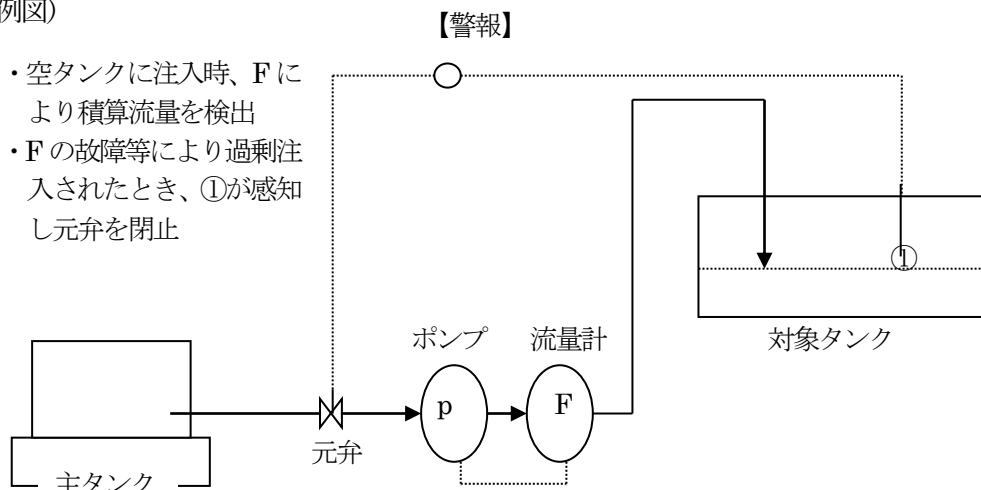 例図)
【警報】
・空タンクに注入時、F に
より積算流量を検出
・F の故障等により過剰注
入されたとき、①が感知
し元弁を閉止
①
ポンプ
流量計
対象タンク
p
F
元弁
主タンク